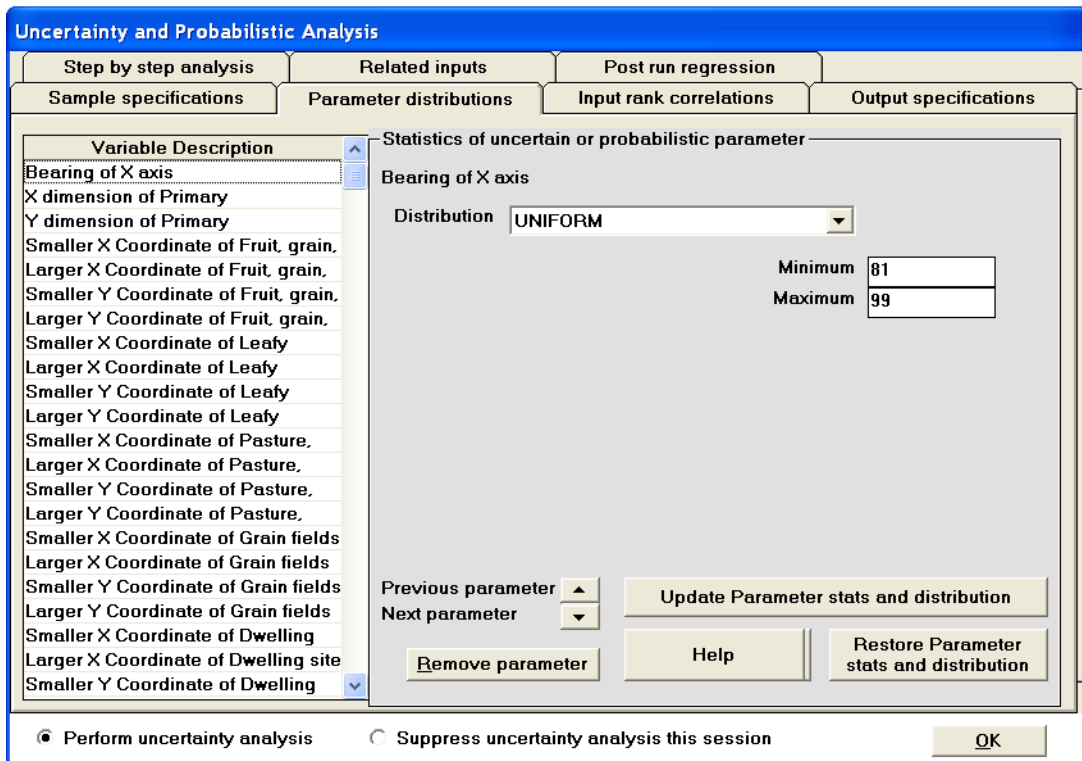 Uncertainty and Probabilistic Analysis
Step by step analysis
Related inputs
Post run regression
Sample specifications
Parameter distributions
Input rank correlations
Output specifications
Variable Description
Bearing of X axis
X dimension of Primary
Y dimension of Primary
Smaller X Coordinate of Fruit, grain,
Larger X Coordinate of Fruit, grain,
Smaller Y Coordinate of Fruit, grain,
Larger Y Coordinate of Fruit, grain,
Smaller X Coordinate of Leafy
Larger X Coordinate of Leafy
Smaller Y Coordinate of Leafy
Larger Y Coordinate of Leafy
Smaller X Coordinate of Pasture,
Larger X Coordinate of Pasture,
Smaller Y Coordinate of Pasture,
Larger Y Coordinate of Pasture,
Smaller X Coordinate of Grain fields
Larger X Coordinate of Grain fields
Smaller Y Coordinate of Grain fields
Larger Y Coordinate of Grain fields
Smaller X Coordinate of Dwelling
Larger X Coordinate of Dwelling site
Smaller Y Coordinate of Dwelling
Statistics of uncertain or probabilistic parameter
Bearing of X axis
Distribution UNIFORM
Minimum 81
Maximum 99
Previous parameter
Next parameter
Update Parameter stats and distribution
Remove parameter
Help
Restore Parameter
stats and distribution
Perform uncertainty analysis
Suppress uncertainty analysis this session
OK